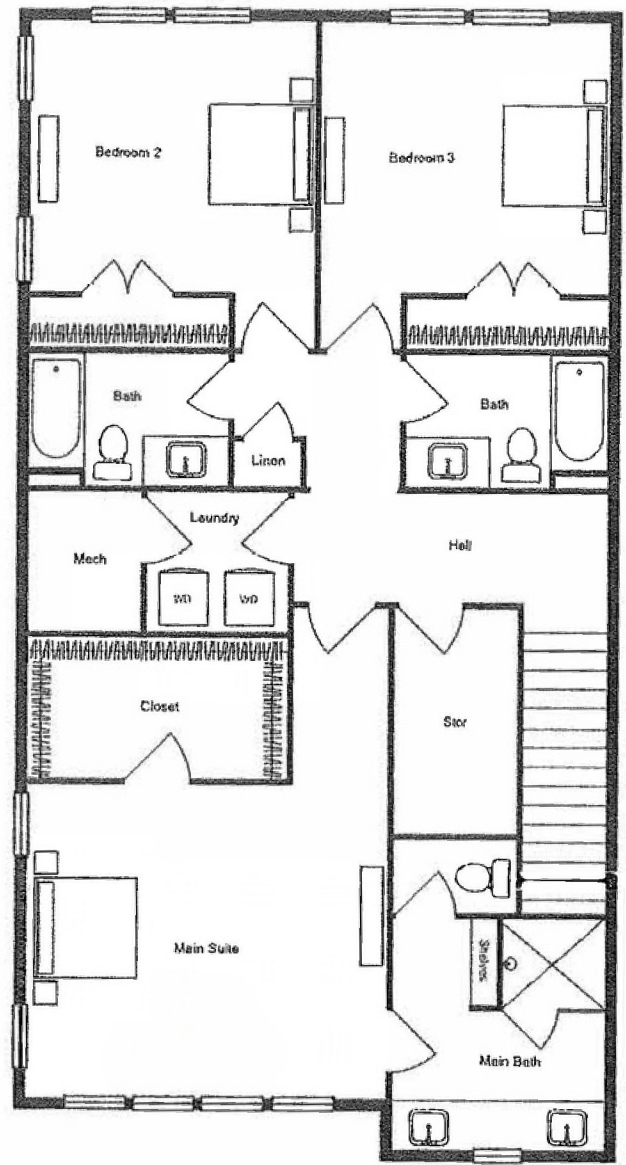 Bedroom 2
Bedroom 3
Bath
Bath
Linen
Laundry
Hall
Mech
WD
WD
Closet
Stor
Main Suite
Shelves
Main Bath